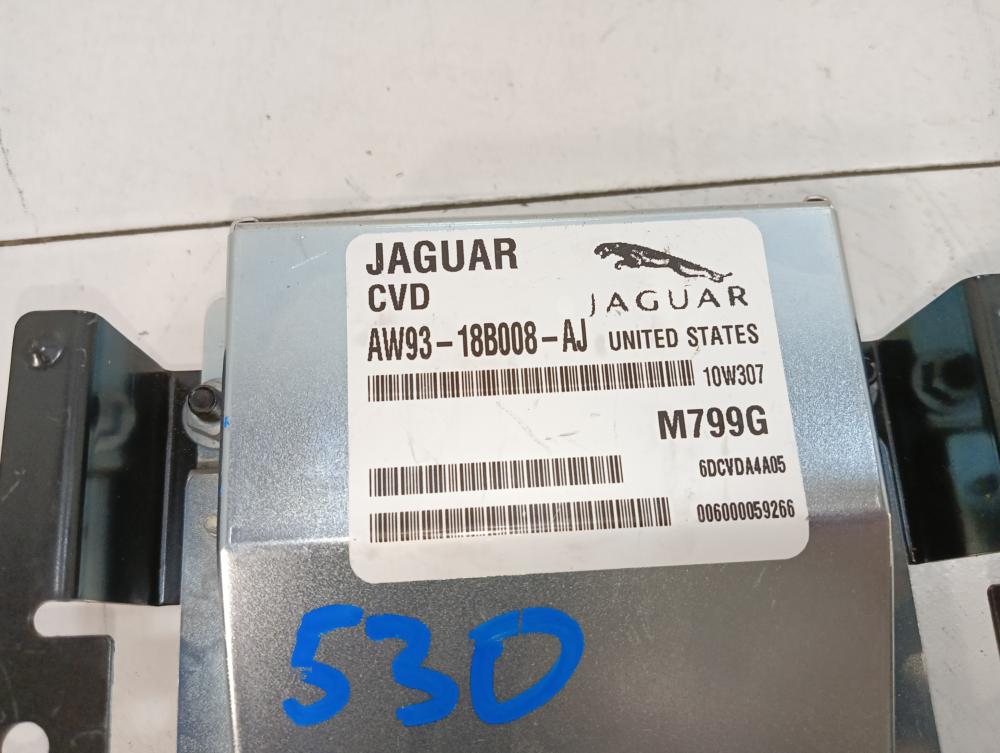 JAGUAR
CVD
JAGUAR
AW93-18B008-AJ UNITED STATES
10W307
M799G
6DCVDA4A05
006000059266
530